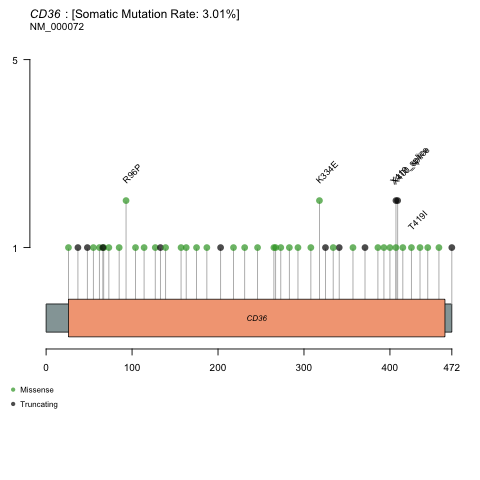 CD36 : [Somatic Mutation Rate: 3.01%]
NM_000072
5
R96P
K334E
T419I
1
CD36
0
100
200
300
400
472
Missense
Truncating